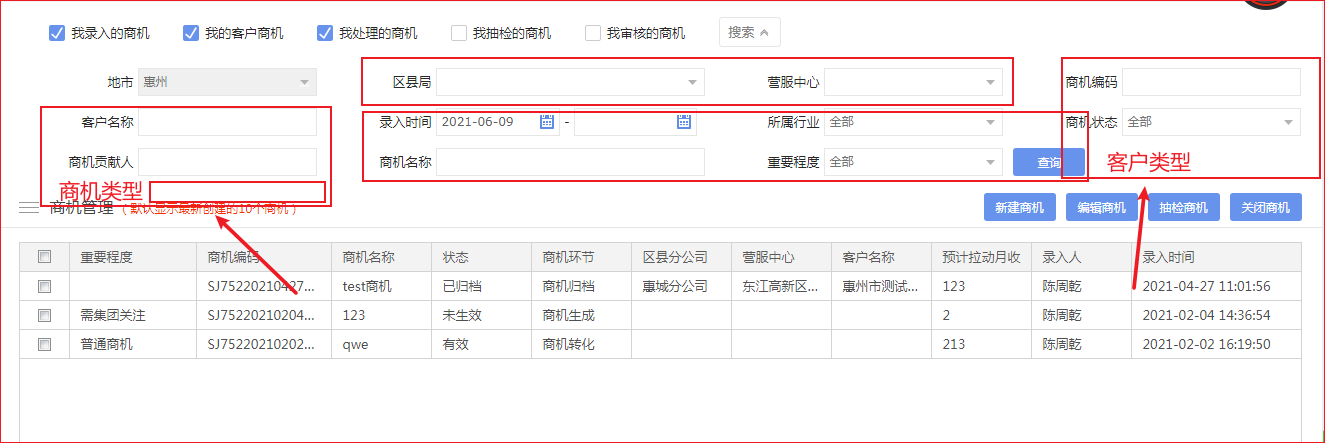 我录入的商机 我的客户商机 我处理的商机 我抽检的商机 我审核的商机 搜索
地市 惠州 区县局 营服中心 商机编码
客户名称 录入时间 2021-06-09 - 所属行业 全部 商机状态 全部
商机贡献人 商机名称 重要程度 全部 查询 客户类型
商机类型
商机管理 (默认显示最新创建的10个商机) 新建商机 编辑商机 抽检商机 关闭商机
重要程度 商机编码 商机名称 状态 商机环节 区县分公司 营服中心 客户名称 预计拉动月收 录入人 录入时间
SJ75220210427... test商机 已归档 商机归档 惠城分公司 东江高新区... 惠州市测试... 123 陈周乾 2021-04-27 11:01:56
需集团关注 SJ75220210204... 123 未生效 商机生成 2 陈周乾 2021-02-04 14:36:54
普通商机 SJ75220210202... qwe 有效 商机转化 213 陈周乾 2021-02-02 16:19:50